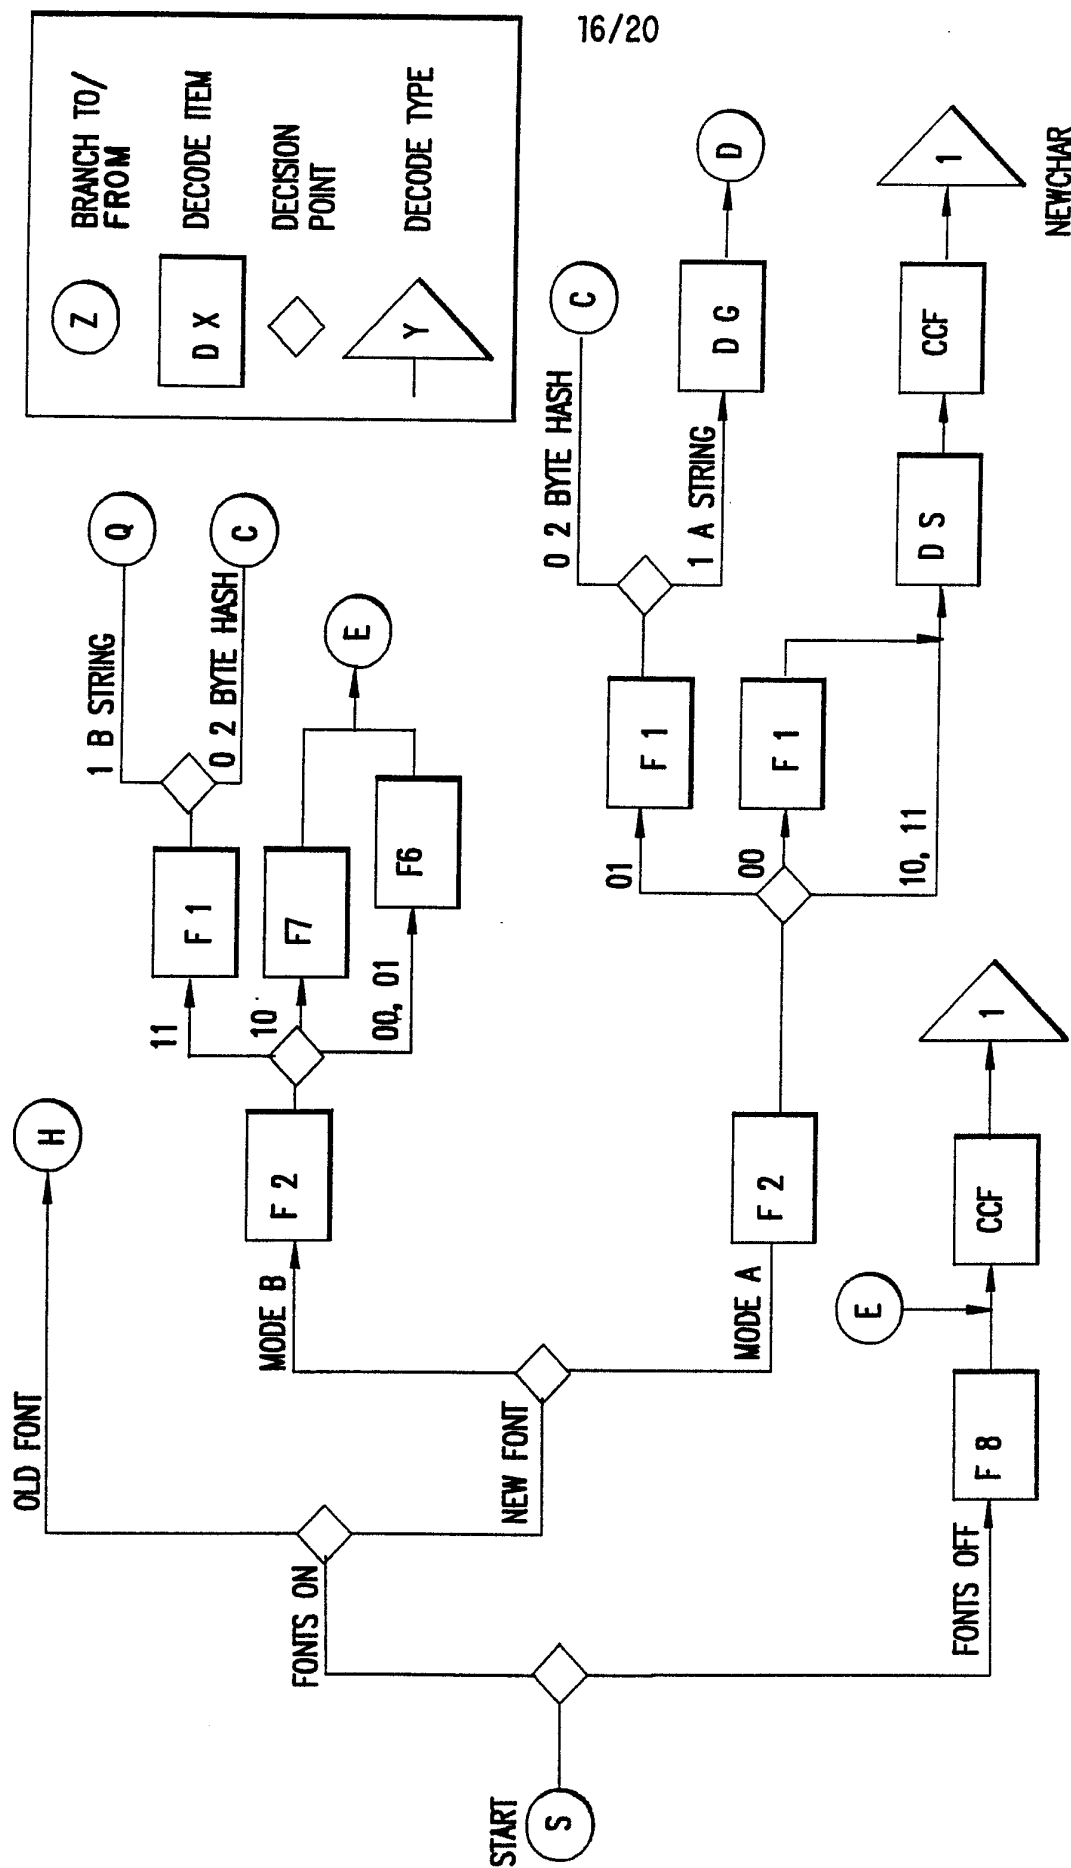 16/20
Z
BRANCH TO/
FROM
D X
DECODE ITEM
DECISION
POINT
Y
DECODE TYPE
START
S
FONTS ON
FONTS OFF
OLD FONT
H
NEW FONT
MODE B
F 2
11
F 1
1 B STRING
Q
0 2 BYTE HASH
C
10
F7
00, 01
F6
E
MODE A
F 2
01
F 1
0 2 BYTE HASH
C
1 A STRING
D G
D
00
F 1
10, 11
D S
CCF
1
NEWCHAR
F 8
E
CCF
1